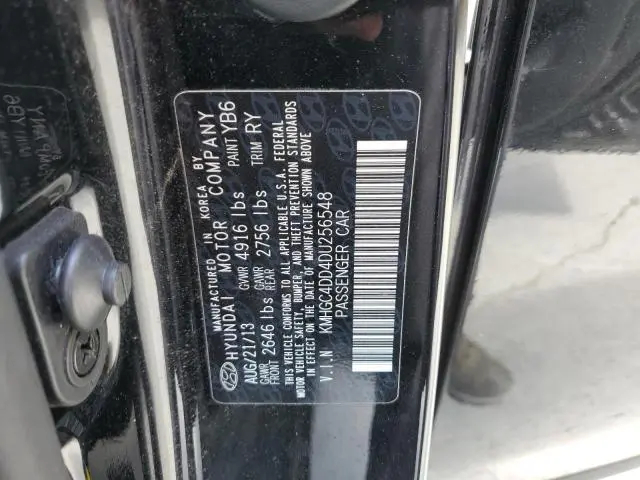 MANUFACTURED IN KOREA BY
HYUNDAI MOTOR COMPANY
AUG/21/13 GVWR 4916 lbs PAINT YB6
GAWR FRONT 2646 lbs GAWR REAR 2756 lbs TRIM RY
THIS VEHICLE CONFORMS TO ALL APPLICABLE U.S.A. FEDERAL
MOTOR VEHICLE SAFETY, BUMPER, AND THEFT PREVENTION STANDARDS
IN EFFECT ON THE DATE OF MANUFACTURE SHOWN ABOVE
V.I.N KMHGC4DD4DU256548
PASSENGER CAR